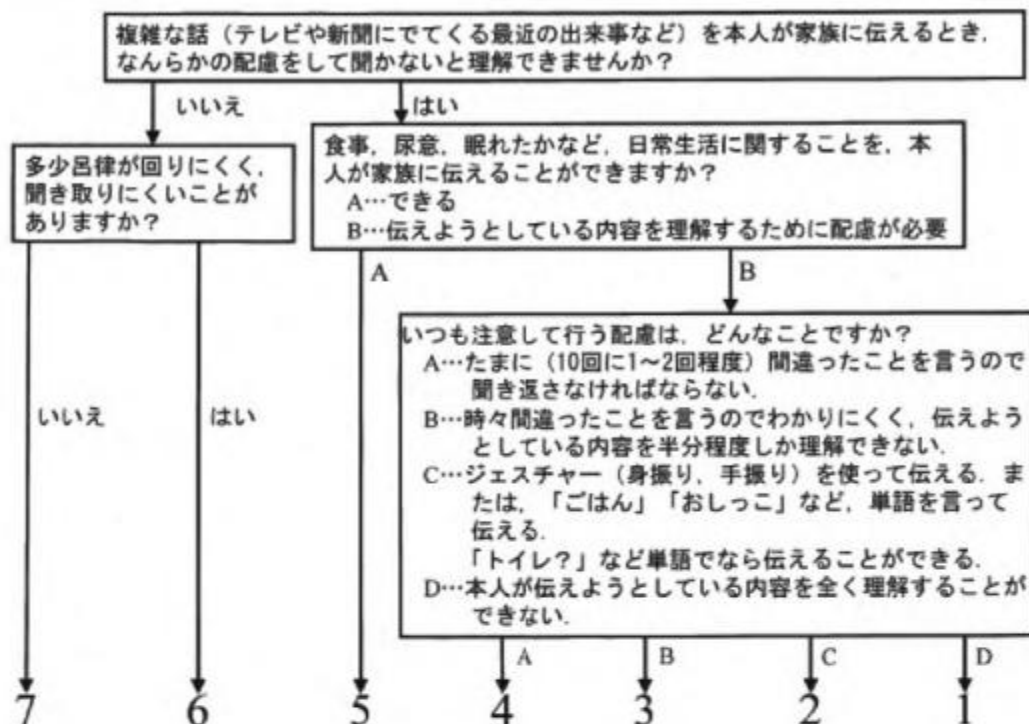 複雑な話（テレビや新聞にでてくる最近の出来事など）を本人が家族に伝えるとき，
なんらかの配慮をして聞かないと理解できませんか？
いいえ
はい
多少呂律が回りにくく，
聞き取りにくいことが
ありますか？
食事，尿意，眠れたかなど，日常生活に関することを，本
人が家族に伝えることができますか？
A…できる
B…伝えようとしている内容を理解するために配慮が必要
A
B
いつも注意して行う配慮は，どんなことですか？
A…たまに（10回に1～2回程度）間違ったことを言うので
聞き返さなければならない．
B…時々間違ったことを言うのでわかりにくく，伝えよう
としている内容を半分程度しか理解できない．
C…ジェスチャー（身振り，手振り）を使って伝える．ま
たは，「ごはん」「おしっこ」など，単語を言って
伝える．
「トイレ？」など単語でなら伝えることができる．
D…本人が伝えようとしている内容を全く理解することが
できない．
いいえ
はい
A
B
C
D
7
6
5
4
3
2
1